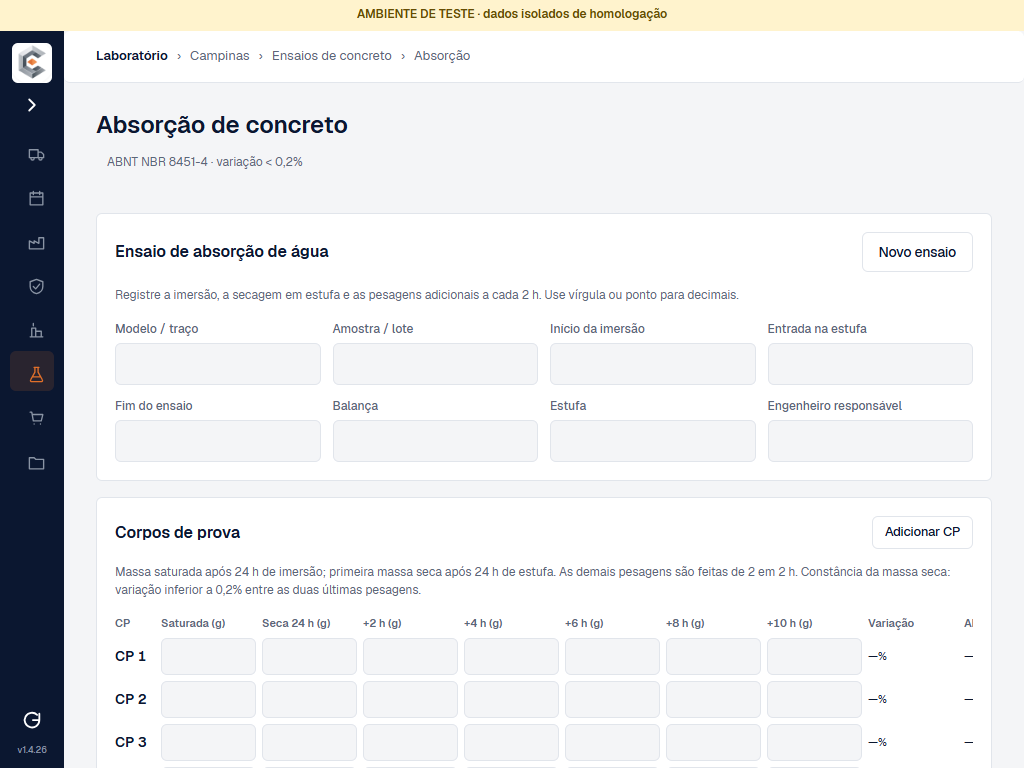 AMBIENTE DE TESTE · dados isolados de homologação
Laboratório › Campinas › Ensaios de concreto › Absorção
Absorção de concreto
ABNT NBR 8451-4 · variação < 0,2%
Ensaio de absorção de água
Novo ensaio
Registre a imersão, a secagem em estufa e as pesagens adicionais a cada 2 h. Use vírgula ou ponto para decimais.
Modelo / traço Amostra / lote Início da imersão Entrada na estufa
Fim do ensaio Balança Estufa Engenheiro responsável
Corpos de prova
Adicionar CP
Massa saturada após 24 h de imersão; primeira massa seca após 24 h de estufa. As demais pesagens são feitas de 2 em 2 h. Constância da massa seca:
variação inferior a 0,2% entre as duas últimas pesagens.
CP Saturada (g) Seca 24 h (g) +2 h (g) +4 h (g) +6 h (g) +8 h (g) +10 h (g) Variação
CP 1 —% —
CP 2 —% —
CP 3 —% —
v1.4.26